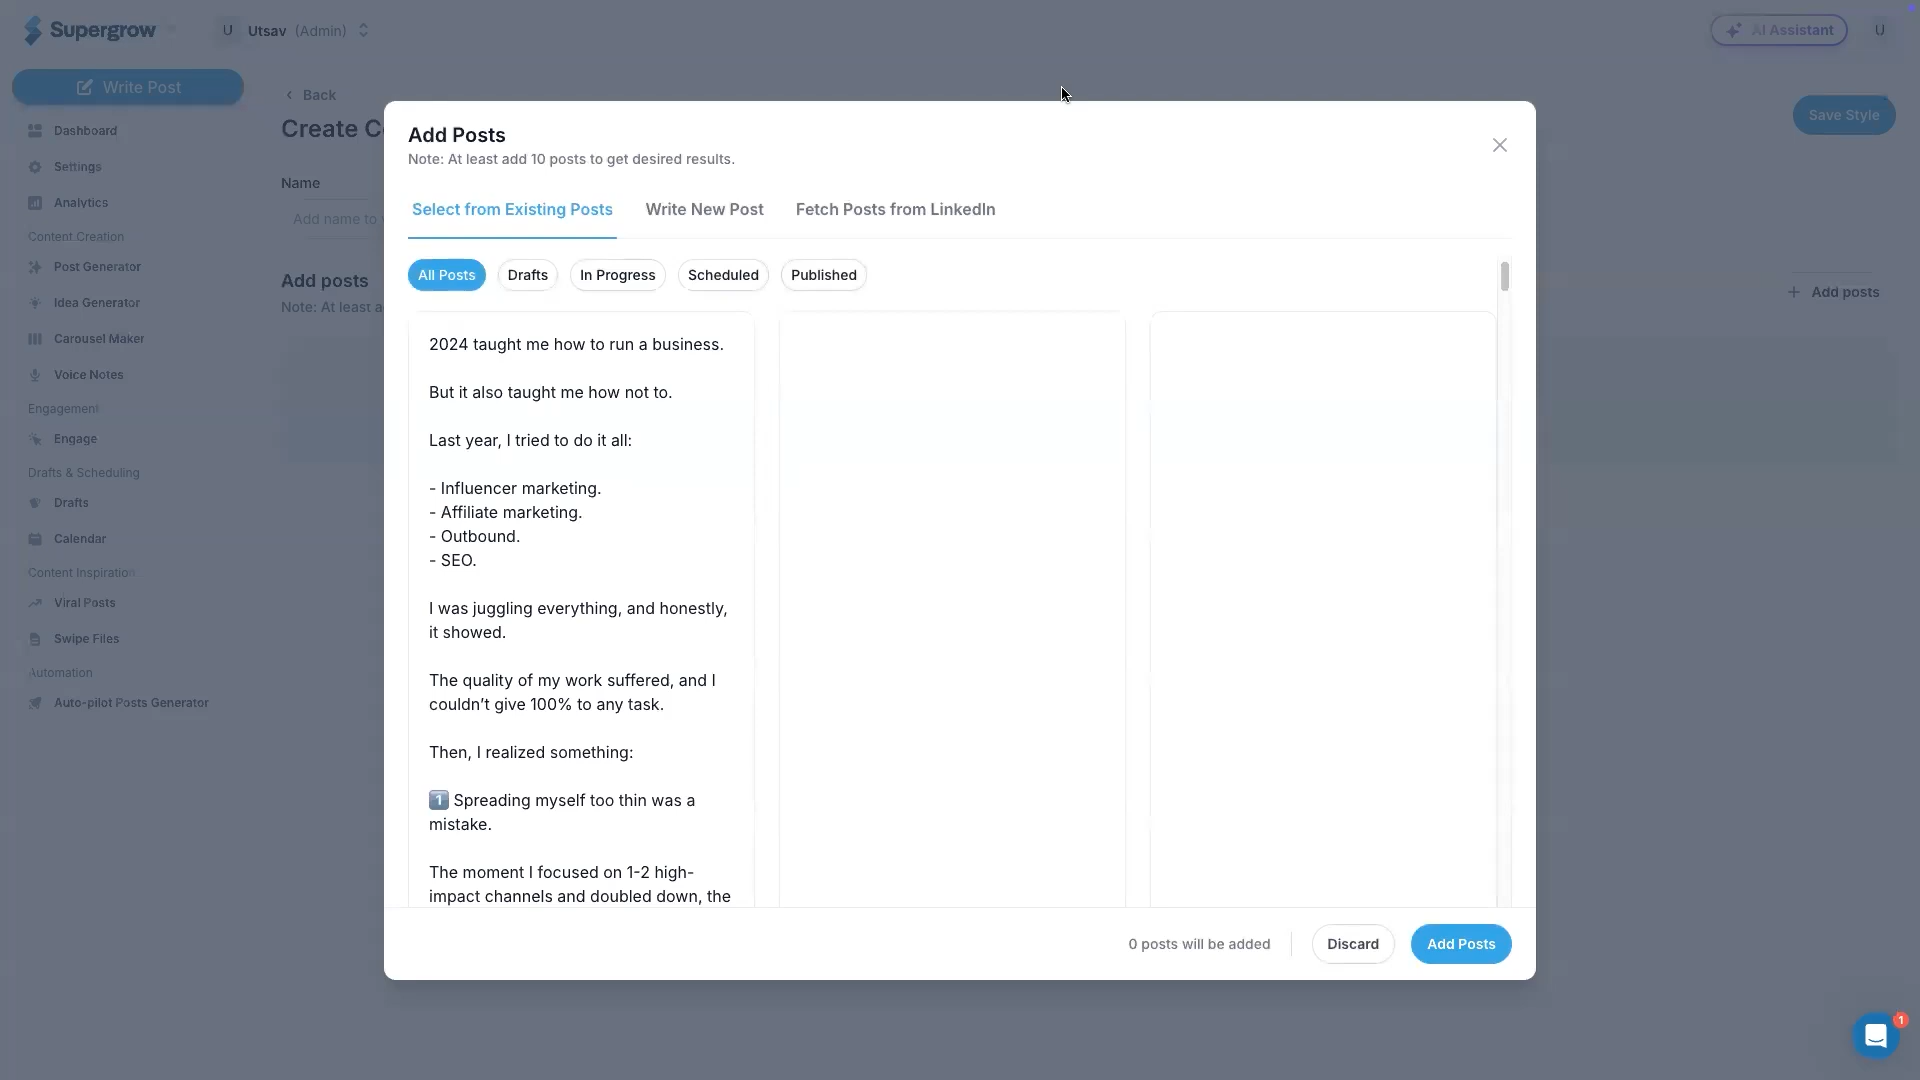 Supergrow
U Utsav (Admin)
AI Assistant
U
Write Post
Dashboard
Settings
Analytics
Content Creation
Post Generator
Idea Generator
Carousel Maker
Voice Notes
Engagement
Engage
Drafts & Scheduling
Drafts
Calendar
Content Inspiration
Viral Posts
Swipe Files
Automation
Auto-pilot Posts Generator
Back
Create C
Save Style
Name
Add name to
Add posts
Note: At least a
+ Add posts
Add Posts
Note: At least add 10 posts to get desired results.
Select from Existing Posts
Write New Post
Fetch Posts from LinkedIn
All Posts
Drafts
In Progress
Scheduled
Published
2024 taught me how to run a business.
But it also taught me how not to.
Last year, I tried to do it all:
- Influencer marketing.
- Affiliate marketing.
- Outbound.
- SEO.
I was juggling everything, and honestly,
it showed.
The quality of my work suffered, and I
couldn’t give 100% to any task.
Then, I realized something:
1️⃣ Spreading myself too thin was a
mistake.
The moment I focused on 1-2 high-
impact channels and doubled down, the
0 posts will be added
Discard
Add Posts
1